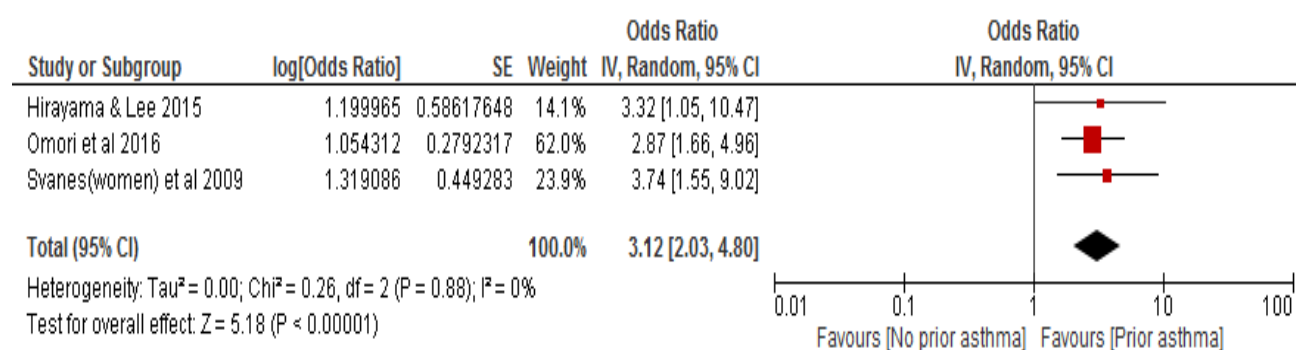 Odds Ratio Odds Ratio
Study or Subgroup log[Odds Ratio] SE Weight IV, Random, 95% CI IV, Random, 95% CI
Hirayama & Lee 2015 1.199965 0.58617648 14.1% 3.32 [1.05, 10.47]
Omori et al 2016 1.054312 0.2792317 62.0% 2.87 [1.66, 4.96]
Svanes(women) et al 2009 1.319086 0.449283 23.9% 3.74 [1.55, 9.02]
Total (95% CI) 100.0% 3.12 [2.03, 4.80]
Heterogeneity: Tau² = 0.00; Chi² = 0.26, df = 2 (P = 0.88); I² = 0%
Test for overall effect: Z = 5.18 (P < 0.00001)
0.01 0.1 1 10 100
Favours [No prior asthma] Favours [Prior asthma]